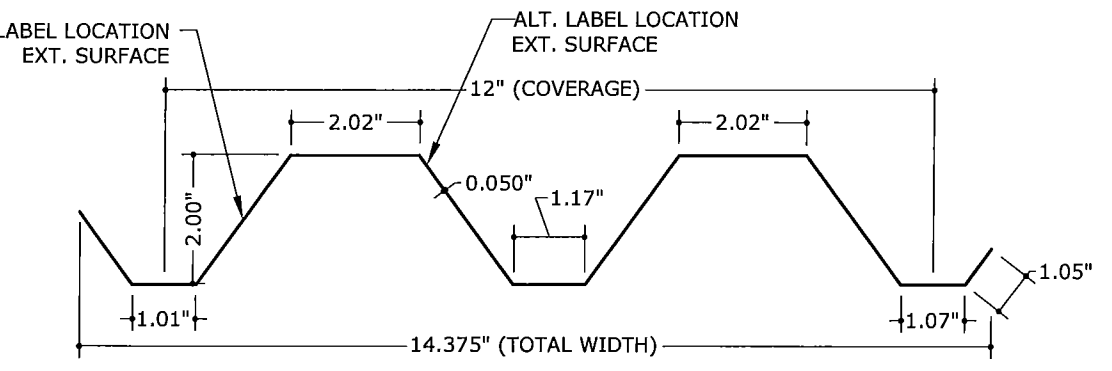 LABEL LOCATION
EXT. SURFACE
ALT. LABEL LOCATION
EXT. SURFACE
12" (COVERAGE)
2.02"
2.02"
0.050"
1.17"
2.00"
1.05"
1.01"
1.07"
14.375" (TOTAL WIDTH)